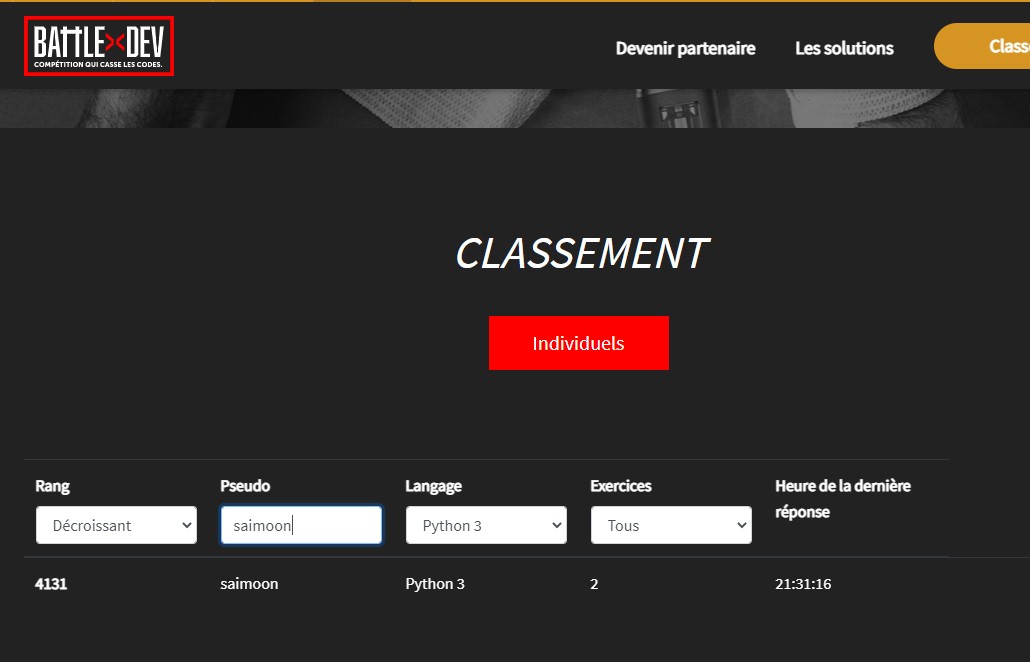 BATTLE DEV
COMPÉTITION QUI CASSE LES CODES.
Devenir partenaire Les solutions Class
CLASSEMENT
Individuels
Rang Pseudo Langage Exercices Heure de la dernière réponse
Décroissant saimoon Python 3 Tous
4131 saimoon Python 3 2 21:31:16